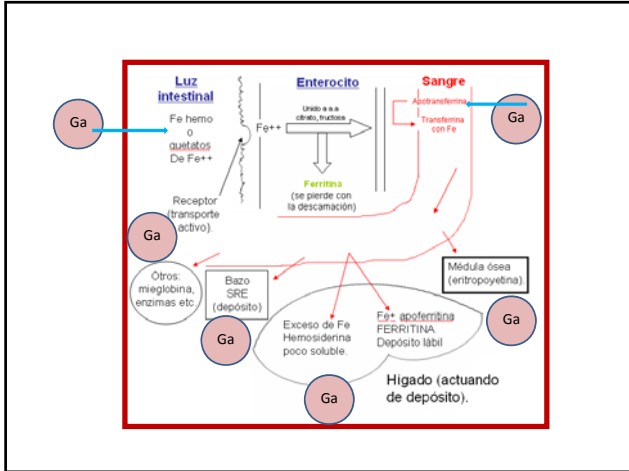 Luz
intestinal
Enterocito
Sangre
Ga
Fe hemo
o
quetatos
De Fe++
Fe++
Unido a a.a
citrato, fructosa
Apotransferrina
Transferrina
con Fe
Ga
Ferritina
(se pierde con
la descamación)
Receptor
(transporte
activo).
Ga
Otros:
mieglobina,
enzimas etc
Bazo
SRE
(depósito)
Ga
Médula ósea
(eritropoyetina).
Ga
Exceso de Fe
Hemosiderina
poco soluble.
Fe+ apoferritina
FERRITINA
Depósito lábil
Ga
Hígado (actuando
de depósito).